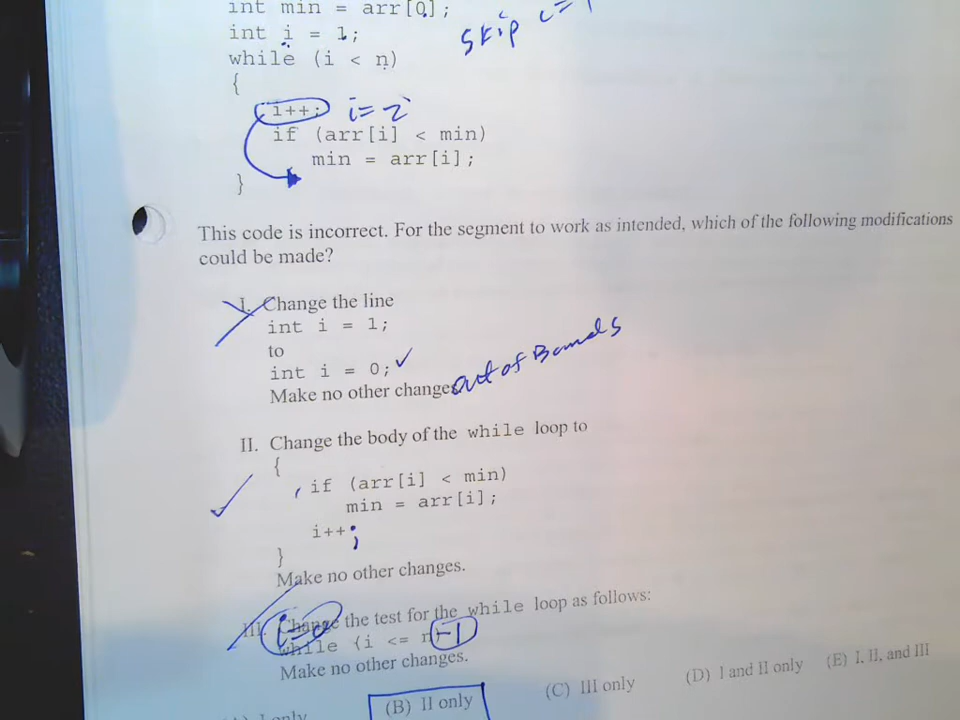 int min = arr[0];
int i = 1;
skip i=1
while (i < n)
{
i++; i=2
if (arr[i] < min)
min = arr[i];
}
This code is incorrect. For the segment to work as intended, which of the following modifications
could be made?
I. Change the line
int i = 1;
to
int i = 0; ✓
Make no other changes out of Bounds
II. Change the body of the while loop to
{
if (arr[i] < min)
min = arr[i];
i++;
}
Make no other changes.
III. Change the test for the while loop as follows:
while (i <= n -1
Make no other changes.
I only (B) II only (C) III only (D) I and II only (E) I, II, and III